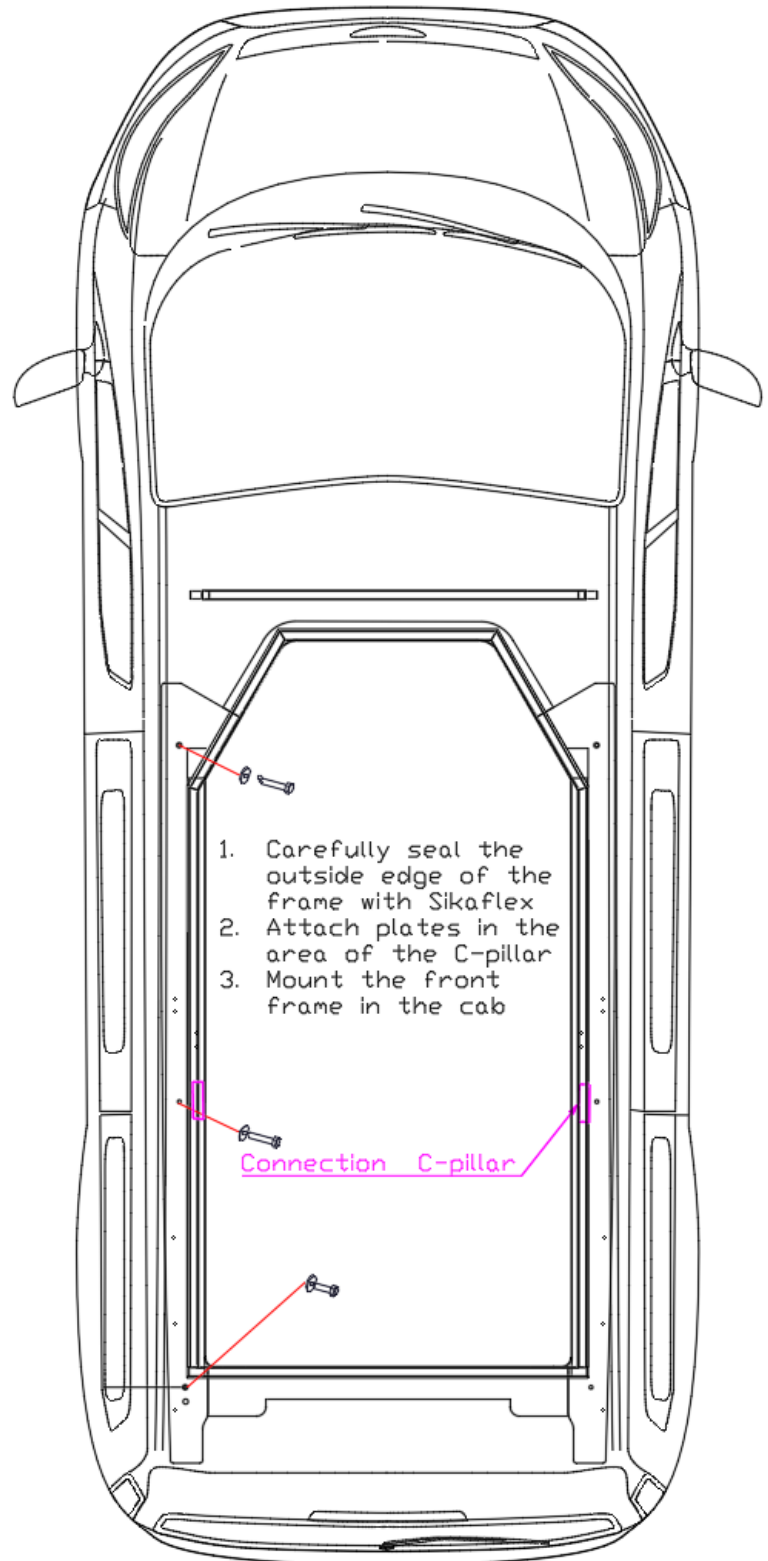 1. Carefully seal the
outside edge of the
frame with Sikaflex
2. Attach plates in the
area of the C-pillar
3. Mount the front
frame in the cab
Connection C-pillar